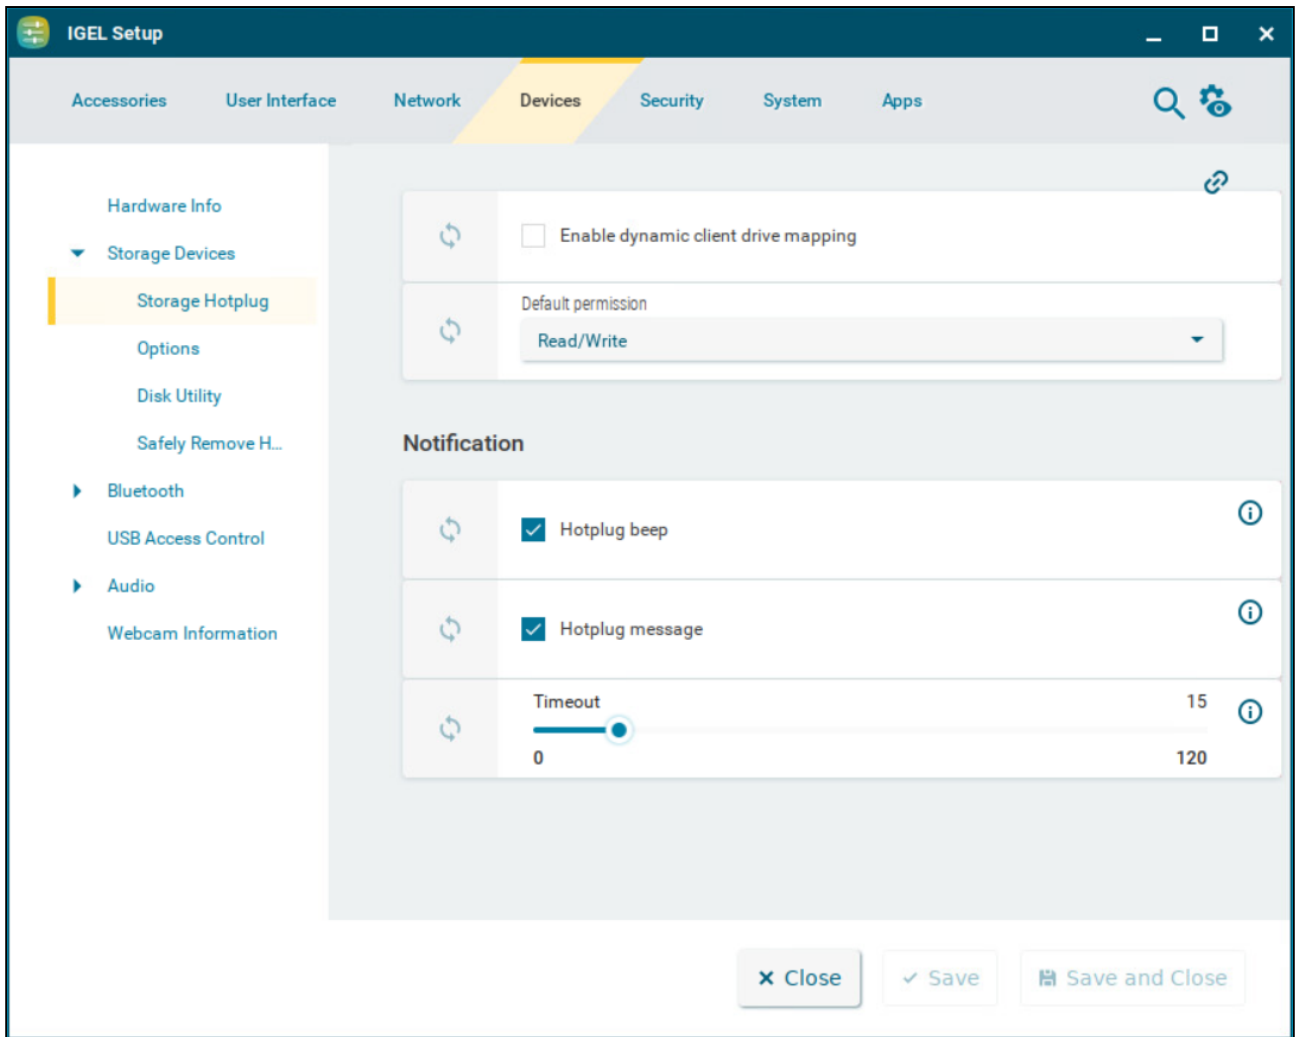 IGEL Setup
Accessories User Interface Network Devices Security System Apps
Hardware Info
Storage Devices
Storage Hotplug
Options
Disk Utility
Safely Remove H...
Bluetooth
USB Access Control
Audio
Webcam Information
Enable dynamic client drive mapping
Default permission
Read/Write
Notification
Hotplug beep
Hotplug message
Timeout 15
0 120
Close Save Save and Close